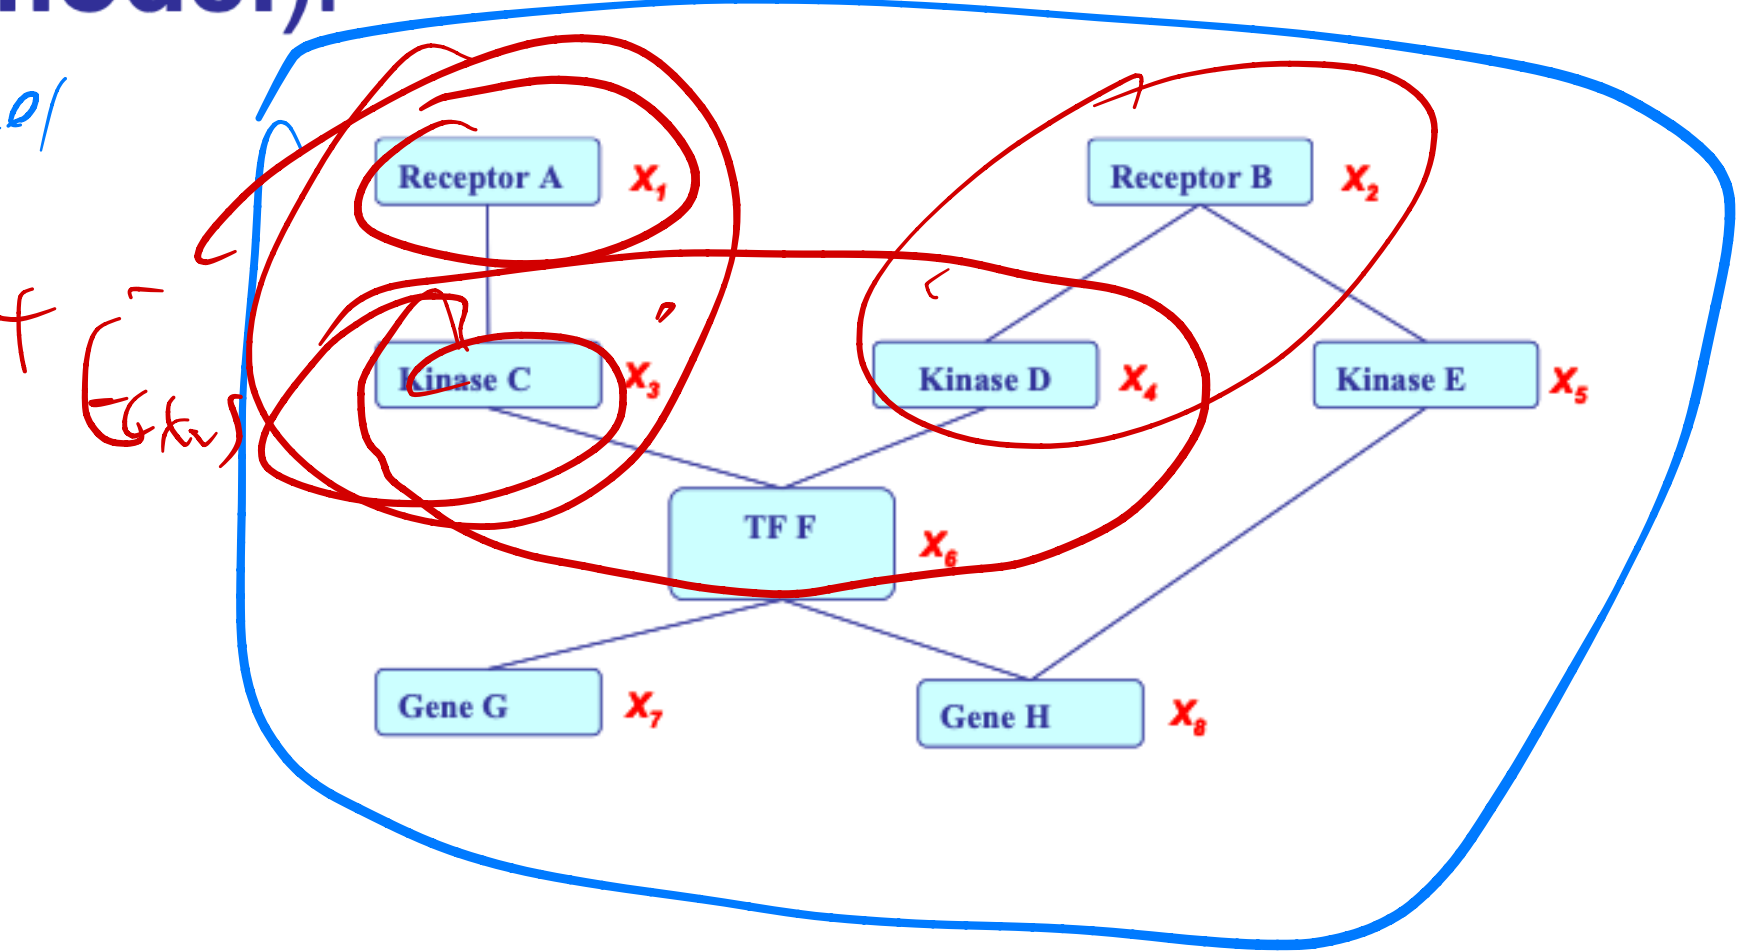 Receptor A X₁ Receptor B X₂
Kinase C X₃ Kinase D X₄ Kinase E X₅
TF F X₆
Gene G X₇ Gene H X₈